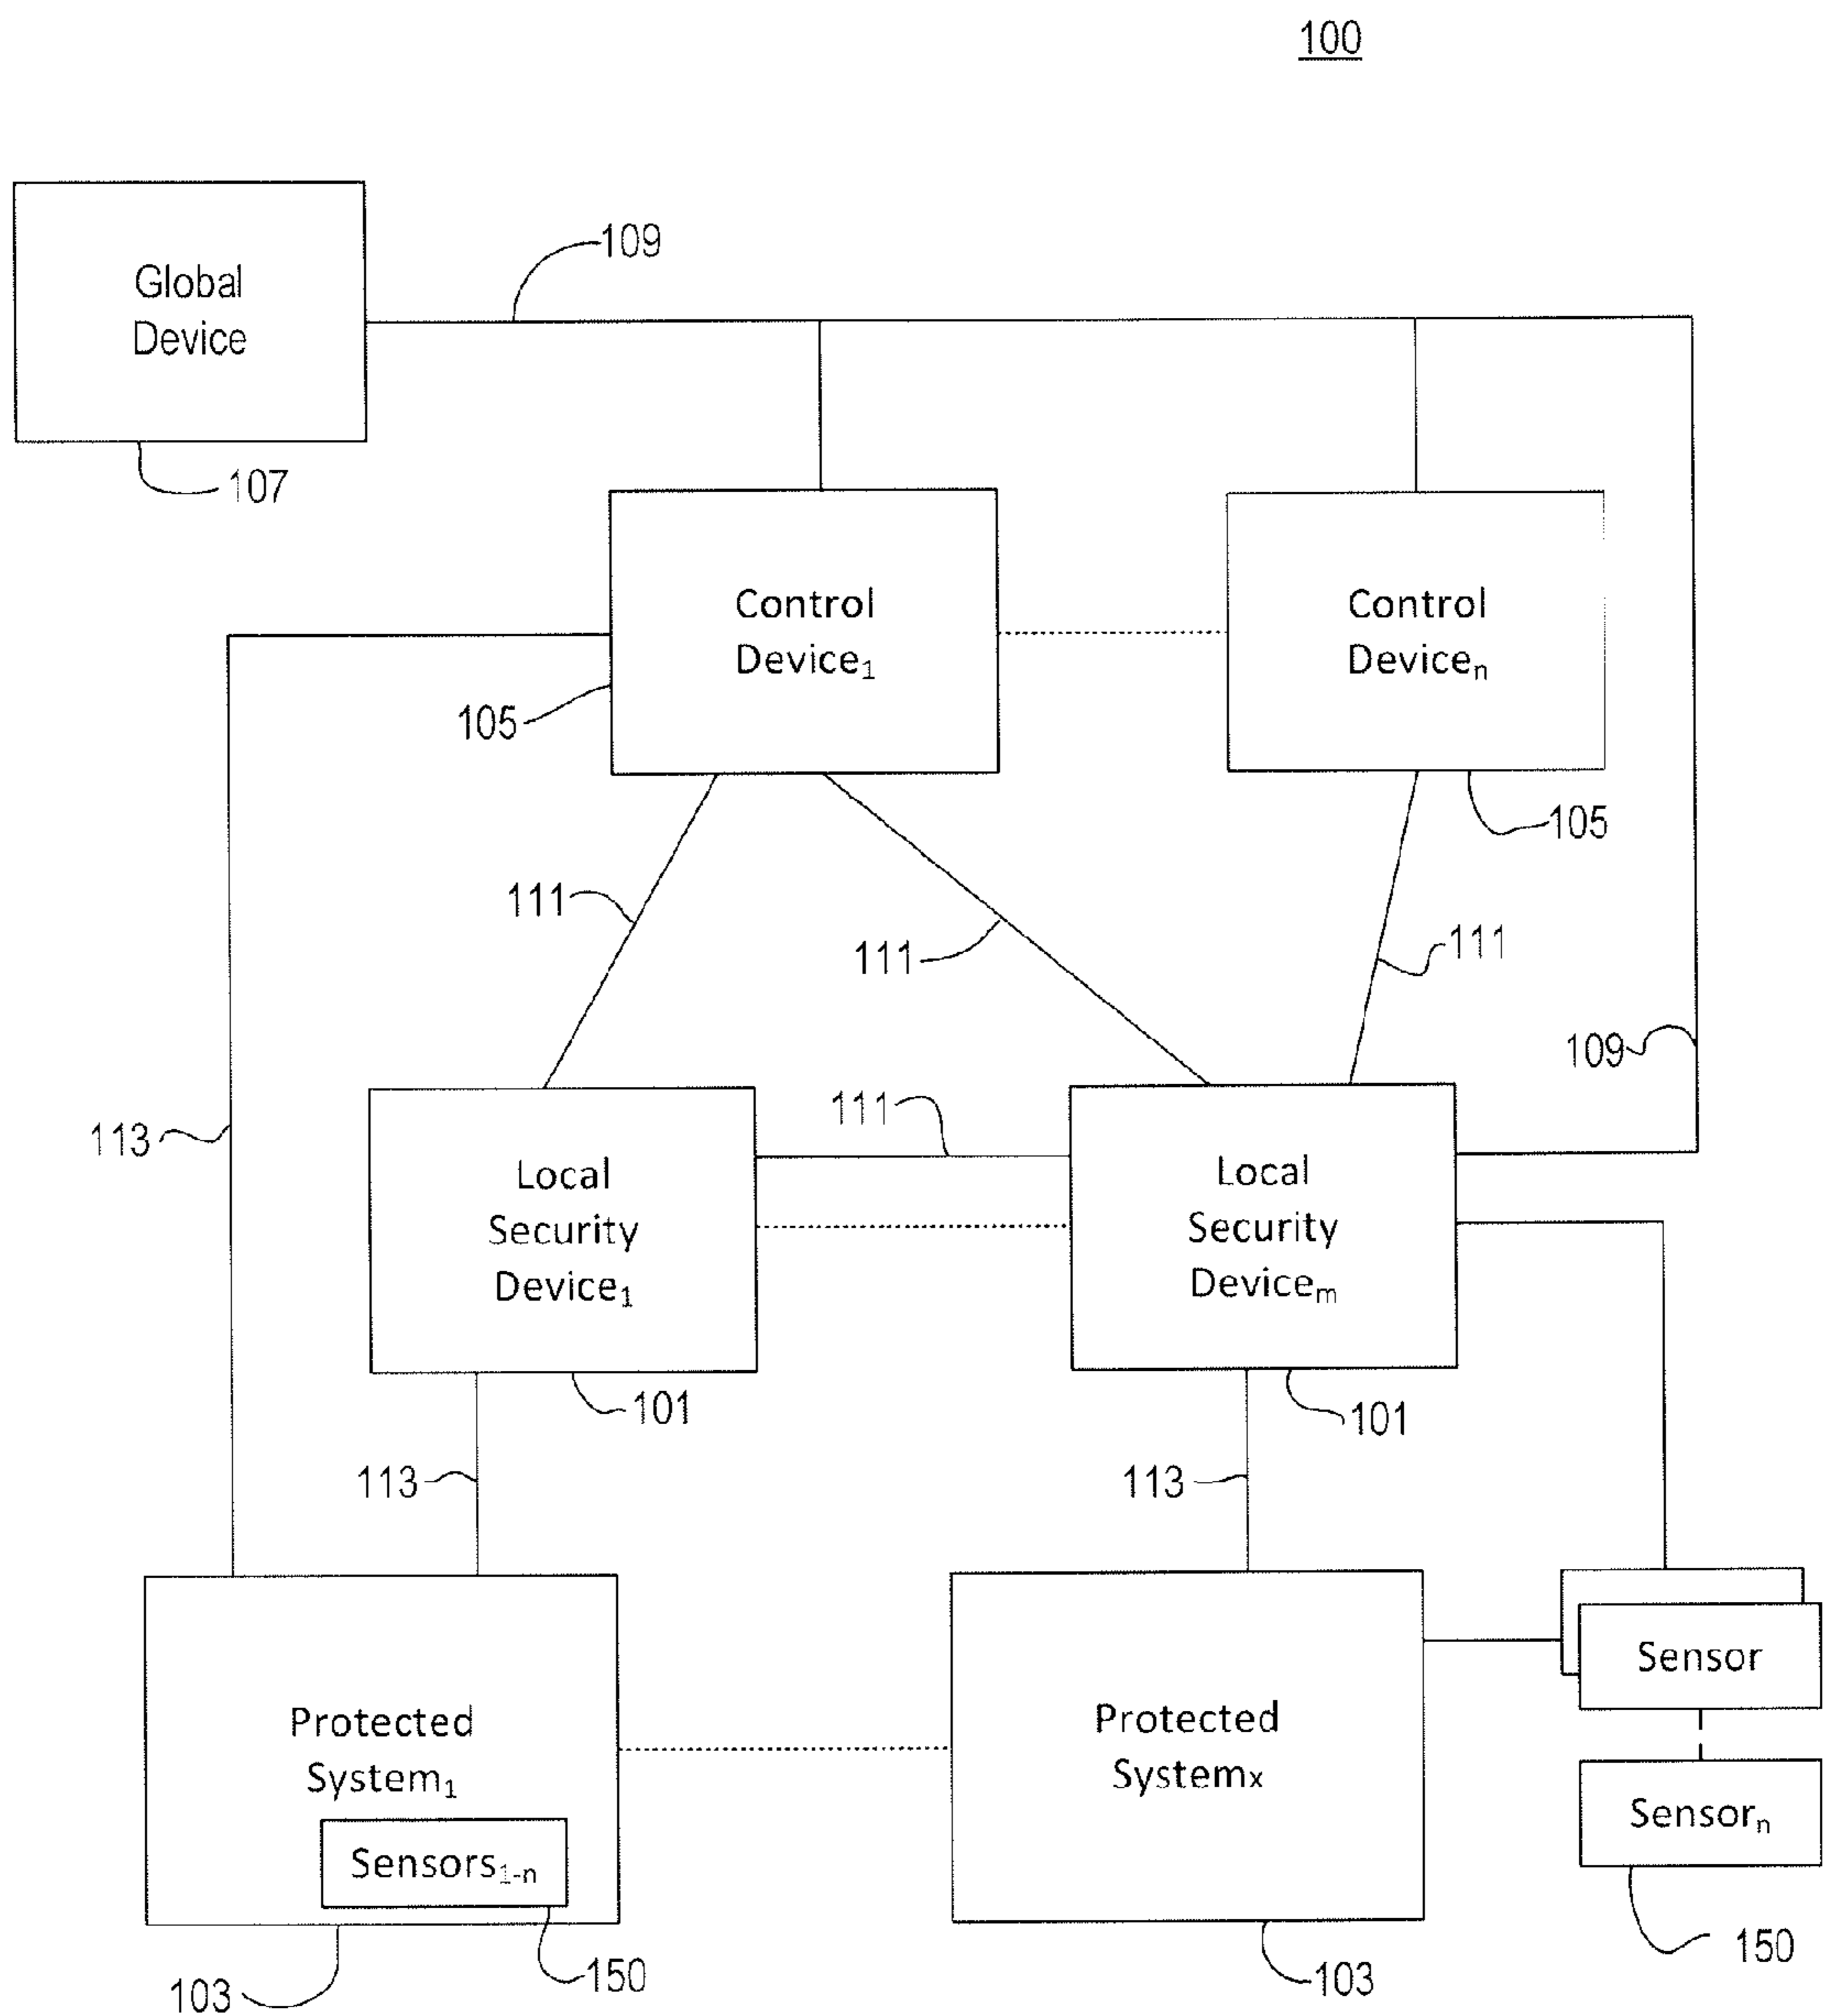 100
Global
Device
109
107
Control
Device₁
Control
Deviceₙ
105
105
111
111
111
109
111
113
Local
Security
Device₁
Local
Security
Deviceₘ
101
101
113
113
Protected
System₁
Sensors₁₋ₙ
Protected
Systemₓ
Sensor
Sensorₙ
150
150
103
103